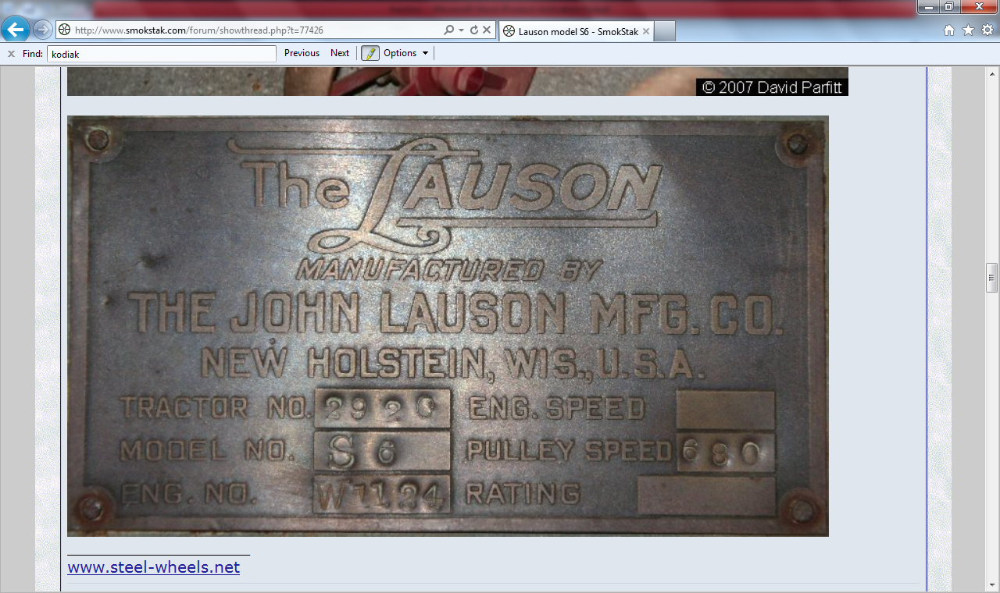 http://www.smokstak.com/forum/showthread.php?t=77426
Lauson model S6 - SmokStak
Find: kodiak Previous Next Options
© 2007 David Parfitt
The LAUSON
MANUFACTURED BY
THE JOHN LAUSON MFG. CO.
NEW HOLSTEIN, WIS., U.S.A.
TRACTOR NO. 2920 ENG. SPEED
MODEL NO. S6 PULLEY SPEED 680
ENG. NO. RATING
www.steel-wheels.net